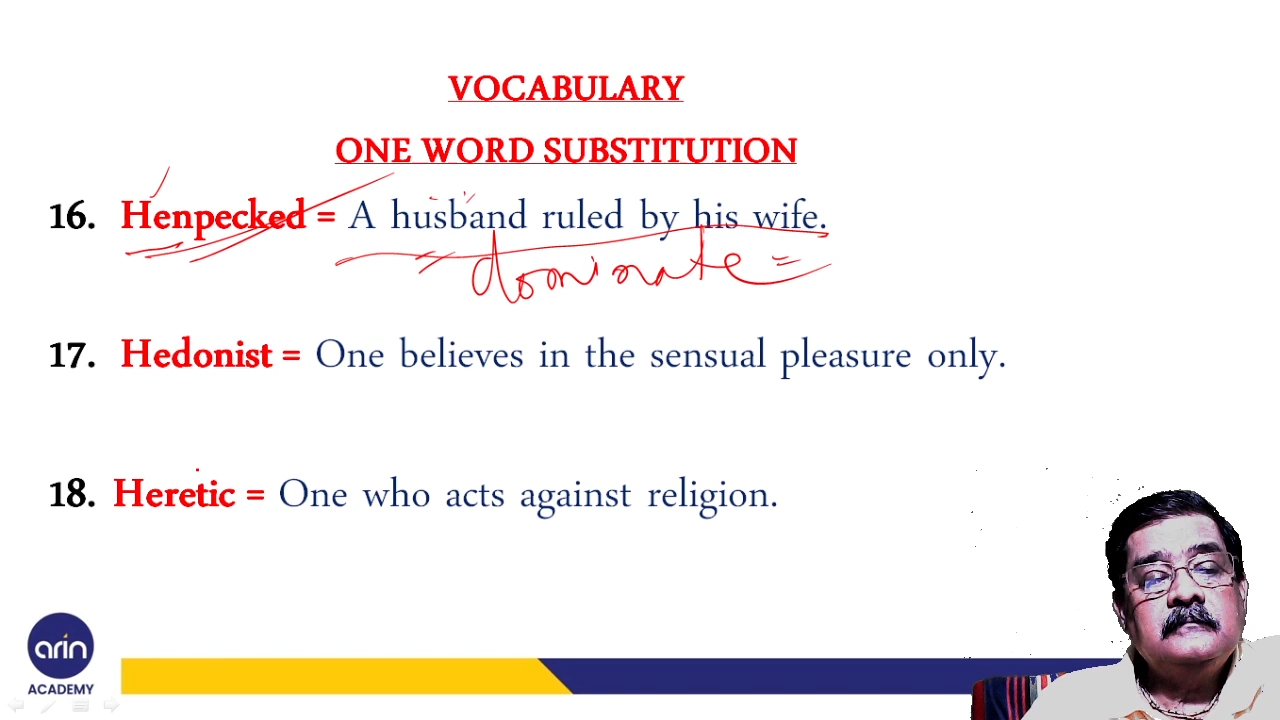 VOCABULARY
ONE WORD SUBSTITUTION
16. Henpecked = A husband ruled by his wife.
dominate =
17. Hedonist = One believes in the sensual pleasure only.
18. Heretic = One who acts against religion.
arin
ACADEMY